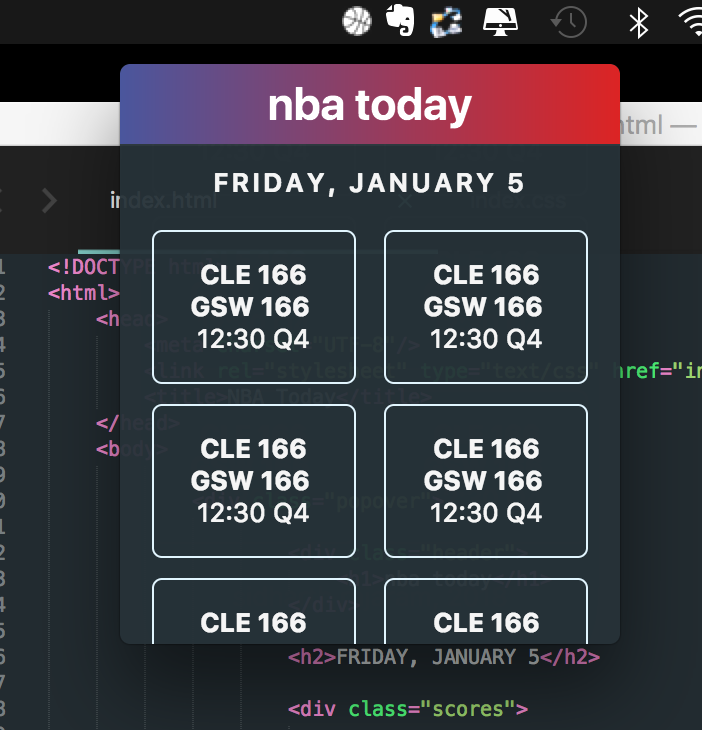 nba today
html —
FRIDAY, JANUARY 5
index.html
index.css
CLE 166
GSW 166
12:30 Q4
CLE 166
GSW 166
12:30 Q4
CLE 166
GSW 166
12:30 Q4
CLE 166
GSW 166
12:30 Q4
CLE 166
CLE 166
1 <!DOCTYPE html>
2 <html>
3 <head>
4 <meta "UTF-8"/>
5 <link rel="stylesheet" type="text/css" href="in
6 <title>NBA Today</title>
7 </head>
8 <body>
9
0 <div class="popover">
1
2 <div class="header">
3 <h1>nba today</h1>
4 </div>
5
6 <h2>FRIDAY, JANUARY 5</h2>
7
8 <div class="scores">